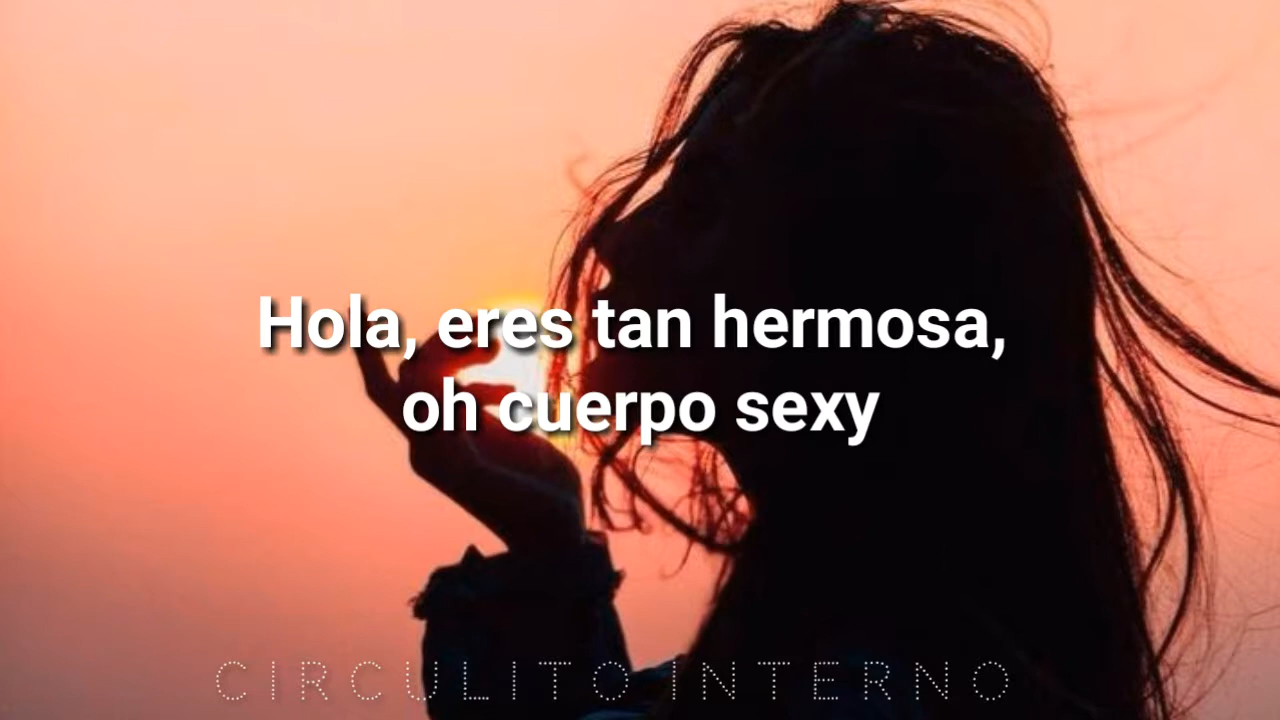 Hola, eres tan hermosa,
oh cuerpo sexy
CIRCULITO INTERNO